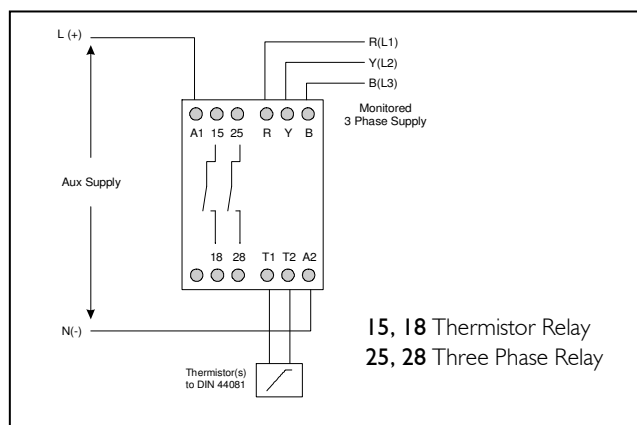 L (+)
R(L1)
Y(L2)
B(L3)
Monitored
3 Phase Supply
A1 15 25 R Y B
Aux Supply
18 28 T1 T2 A2
N(-)
15, 18 Thermistor Relay
25, 28 Three Phase Relay
Thermistor(s)
to DIN 44081